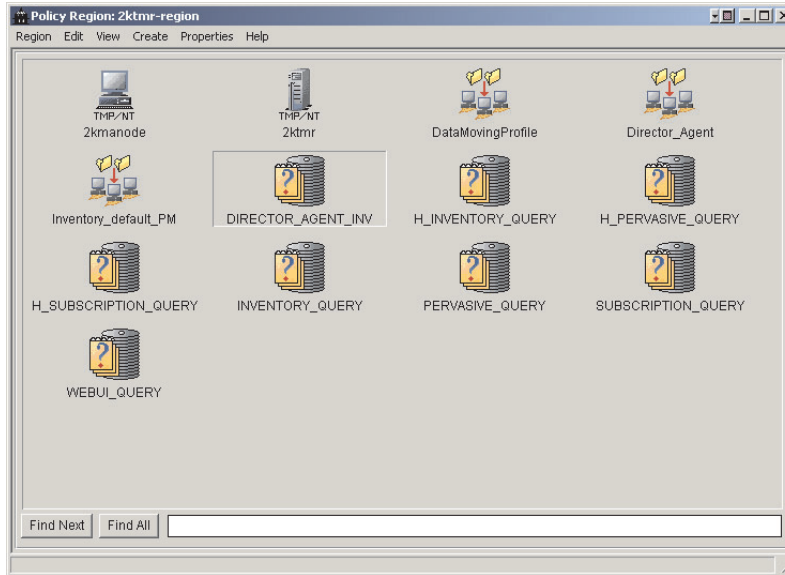 Policy Region: 2ktmr-region
Region Edit View Create Properties Help
TMP/NT TMP/NT
2kmanode 2ktmr DataMovingProfile Director_Agent
Inventory_default_PM DIRECTOR_AGENT_INV H_INVENTORY_QUERY H_PERVASIVE_QUERY
H_SUBSCRIPTION_QUERY INVENTORY_QUERY PERVASIVE_QUERY SUBSCRIPTION_QUERY
WEBUI_QUERY
Find Next Find All